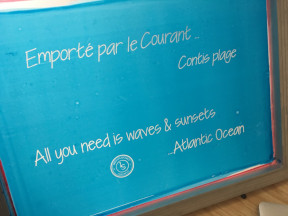 Emporté par le Courant ...
Contis plage
All you need is waves & sunsets
...Atlantic Ocean